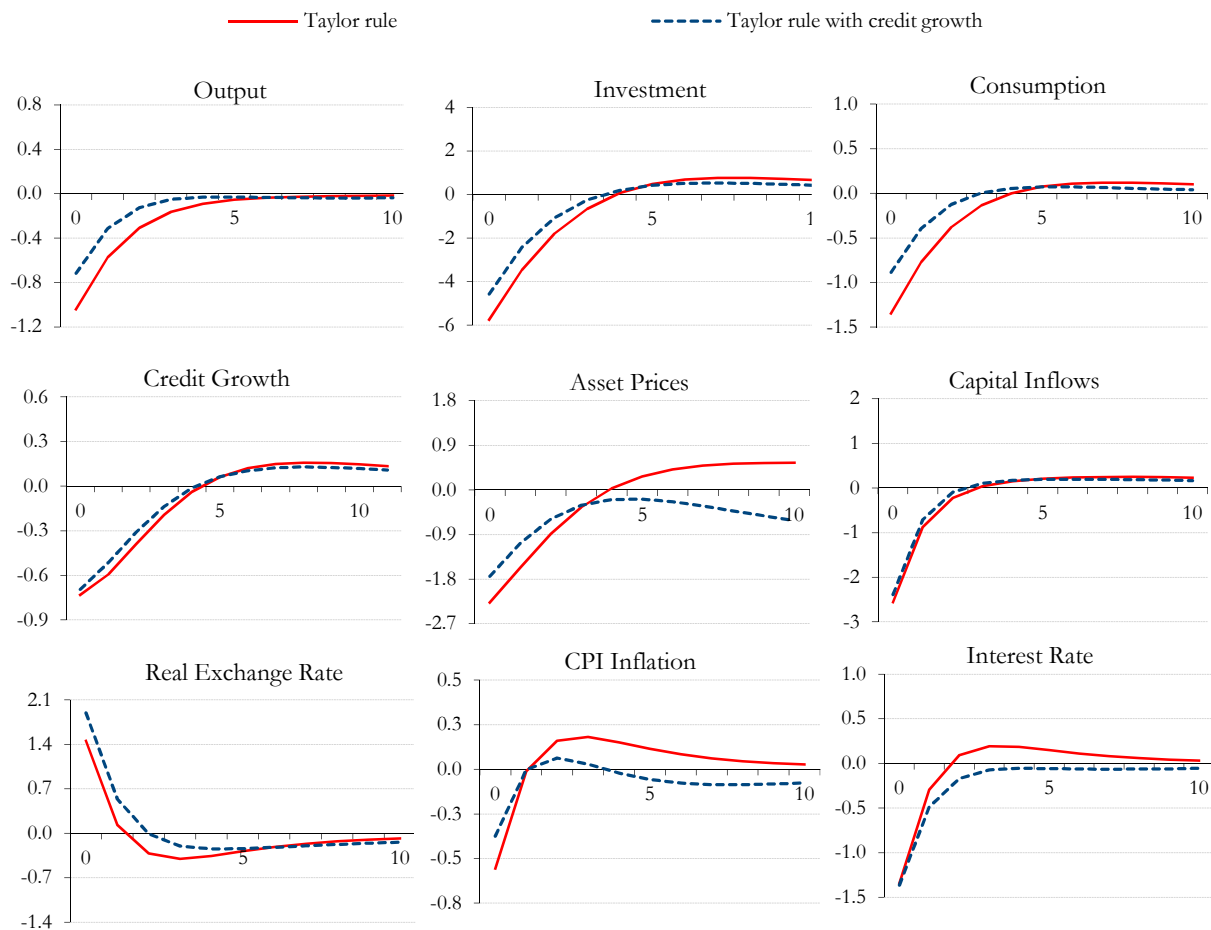 Taylor rule Taylor rule with credit growth
Output
0.8
0.4
0.0
-0.4
-0.8
-1.2
0 5 10
Investment
4
2
0
-2
-4
-6
0 5 1
Consumption
1.0
0.5
0.0
-0.5
-1.0
-1.5
0 5 10
Credit Growth
0.6
0.3
0.0
-0.3
-0.6
-0.9
0 5 10
Asset Prices
1.8
0.9
0.0
-0.9
-1.8
-2.7
0 5 10
Capital Inflows
2
1
0
-1
-2
-3
0 5 10
Real Exchange Rate
2.1
1.4
0.7
0.0
-0.7
-1.4
0 5 10
CPI Inflation
0.5
0.3
0.0
-0.3
-0.5
-0.8
0 5 10
Interest Rate
1.0
0.5
0.0
-0.5
-1.0
-1.5
0 5 10